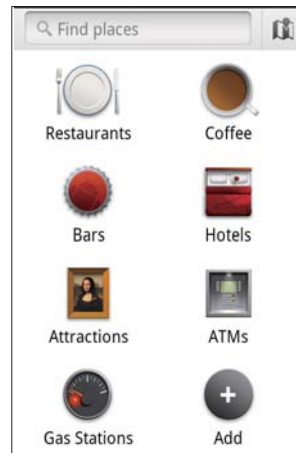 Find places
Restaurants
Coffee
Bars
Hotels
Attractions
ATMs
Gas Stations
Add